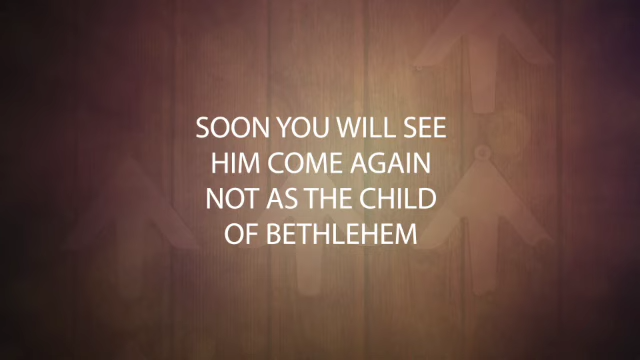 SOON YOU WILL SEE
HIM COME AGAIN
NOT AS THE CHILD
OF BETHLEHEM